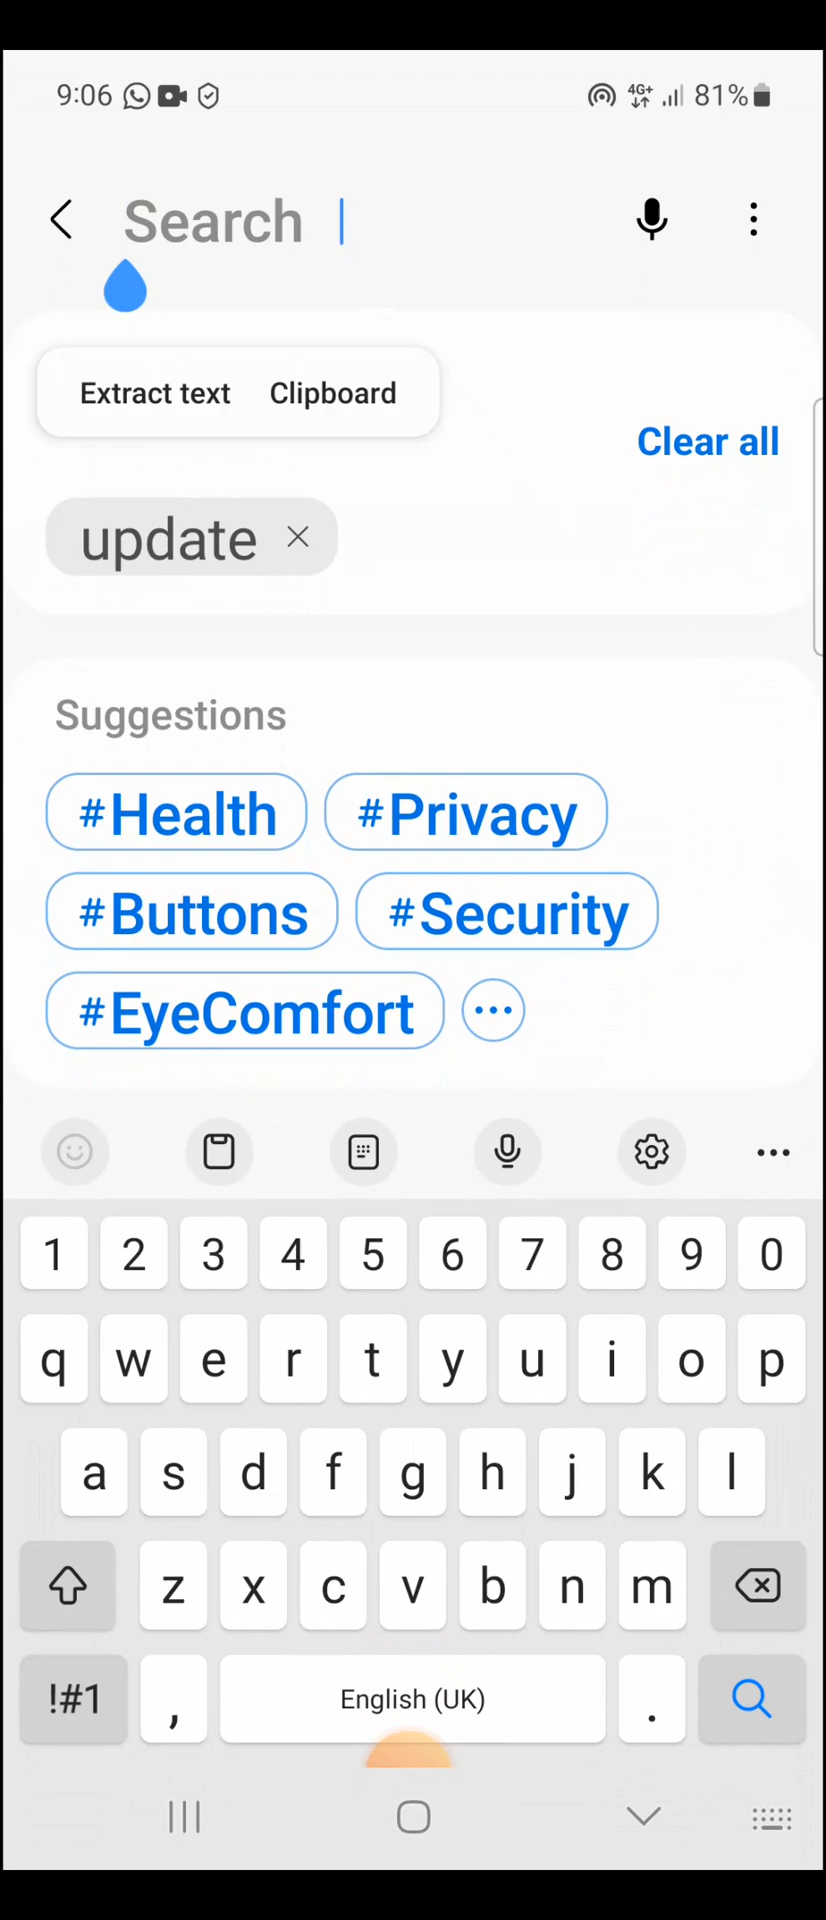 9:06 4G+ 81%
Search
Extract text Clipboard
Clear all
update
Suggestions
#Health #Privacy
#Buttons #Security
#EyeComfort
1 2 3 4 5 6 7 8 9 0
q w e r t y u i o p
a s d f g h j k l
z x c v b n m
!#1 , English (UK) .